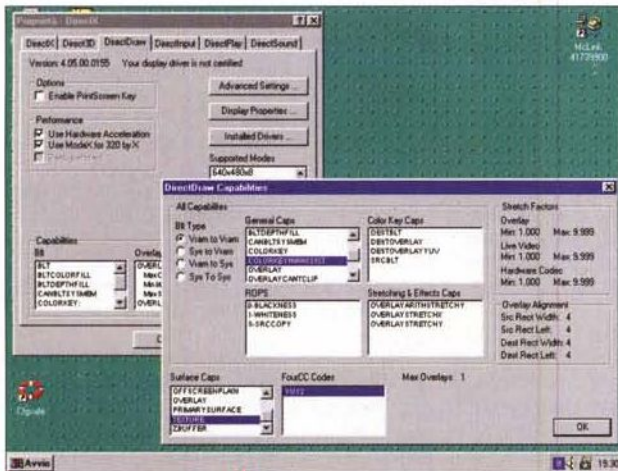 DirectX
DirectX Direct3D DirectDraw DirectInput DirectPlay DirectSound
Version: 4.05.00.0155 Your display driver is not certified
Options
Enable PrintScreen Key
Performance
Use Hardware Acceleration
Use ModeX for 320 by X
Advanced Settings ...
Display Properties ...
Installed Drivers ...
Supported Modes
640x480x8
Capabilities
Blt
BLT
BLTCOLORFILL
BLTDEPTHFILL
CANBLTSYSMEM
COLORKEY
Overlay
OVERL
McLink
DirectDraw Capabilities
All Capabilities
Blt Type
Vram to Vram
Sys to Vram
Vram to Sys
Sys To Sys
General Caps
BLTDEPTHFILL
CANBLTSYSMEM
COLORKEY
COLORKEYHWASSIST
OVERLAY
OVERLAYCANTCLIP
Color Key Caps
DESTBLT
DESTOVERLAY
DESTOVERLAYYUV
SRCBLT
ROPS
0-BLACKNESS
1-WHITENESS
Stretching & Effects Caps
OVERLAYARITHSTRETCHY
OVERLAYSTRETCHX
OVERLAYSTRETCHY
Stretch Factors
Overlay
Min: 1.000 Max: 9.999
Live Video
Min: 1.000 Max: 9.999
Hardware Codec
Min: 1.000 Max: 9.999
Overlay Alignment
Src Rect Width: 4
Src Rect Left: 4
Dest Rect Width: 4
Dest Rect Left: 4
Surface Caps
OFFSCREENPLAIN
OVERLAY
PRIMARYSURFACE
TEXTURE
ZBUFFER
FourCC Codes
Max Overlays: 1
OK
Avvio